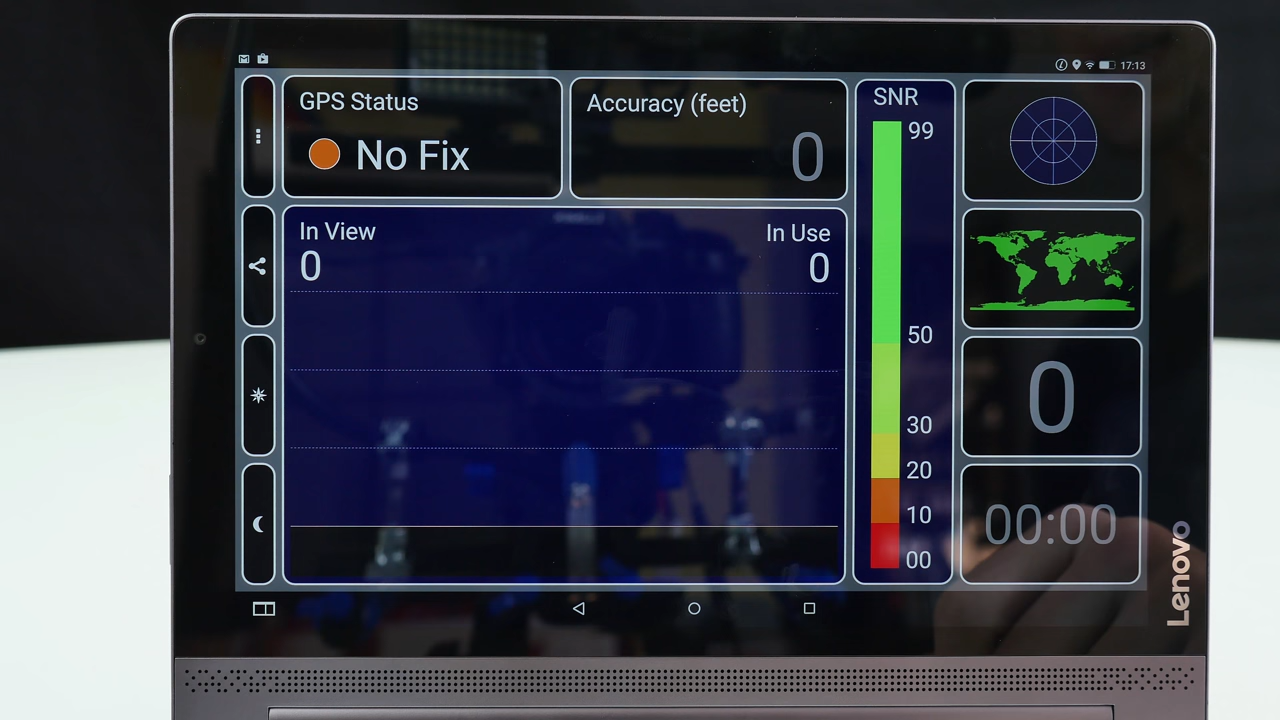 17:13
GPS Status
No Fix
Accuracy (feet)
0
In View
0
In Use
0
SNR
99
50
30
20
10
00
0
00:00
Lenovo